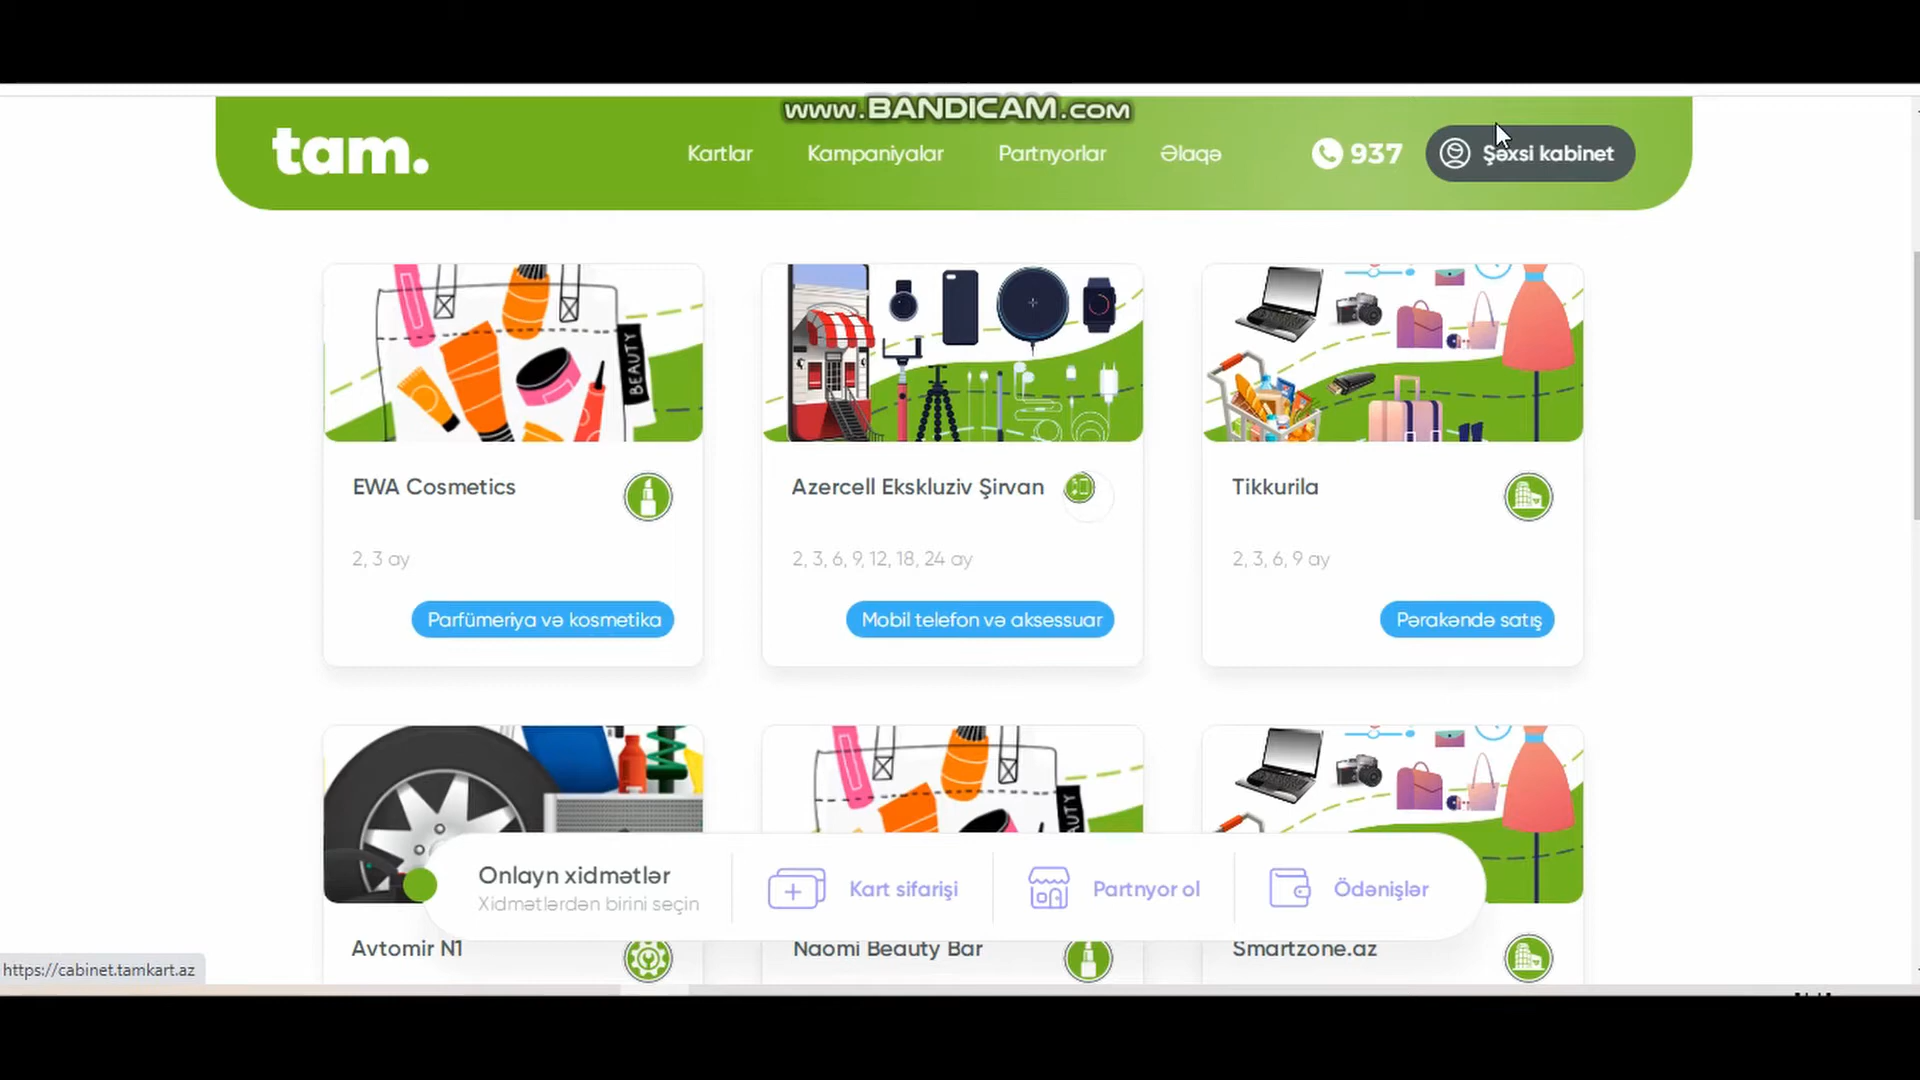 www.BANDICAM.COM
tam.
Kartlar
Kampaniyalar
Partnyorlar
Əlaqə
937
Şəxsi kabinet
BEAUTY
EWA Cosmetics
2, 3 ay
Parfümeriya və kosmetika
Azercell Ekskluziv Şirvan
2, 3, 6, 9, 12, 18, 24 ay
Mobil telefon və aksessuar
Tikkurila
2, 3, 6, 9 ay
Pərakəndə satış
Onlayn xidmətlər
Xidmətlərdən birini seçin
Kart sifarişi
Partnyor ol
Ödənişlər
Avtomir N1
Naomi Beauty Bar
Smartzone.az
https://cabinet.tamkart.az